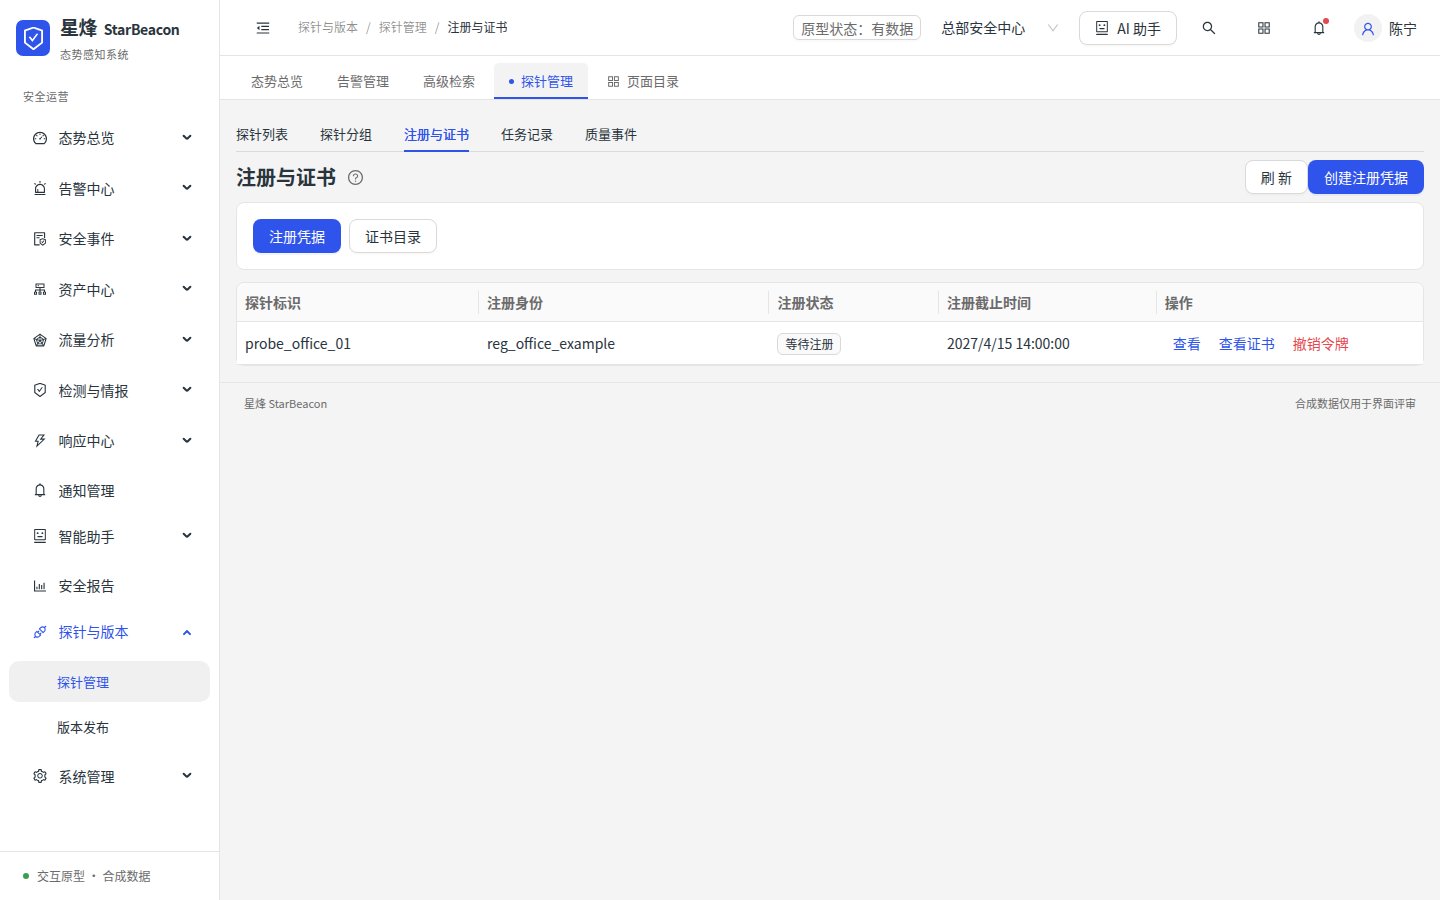 星烽 StarBeacon
态势感知系统
安全运营
态势总览
告警中心
安全事件
资产中心
流量分析
检测与情报
响应中心
通知管理
智能助手
安全报告
探针与版本
探针管理
版本发布
系统管理
交互原型 · 合成数据
探针与版本 / 探针管理 / 注册与证书
原型状态：有数据
总部安全中心
AI 助手
陈宁
态势总览 告警管理 高级检索 探针管理 页面目录
探针列表 探针分组 注册与证书 任务记录 质量事件
注册与证书
刷 新 创建注册凭据
注册凭据 证书目录
探针标识 注册身份 注册状态 注册截止时间 操作
probe_office_01 reg_office_example 等待注册 2027/4/15 14:00:00 查看 查看证书 撤销令牌
星烽 StarBeacon
合成数据仅用于界面评审